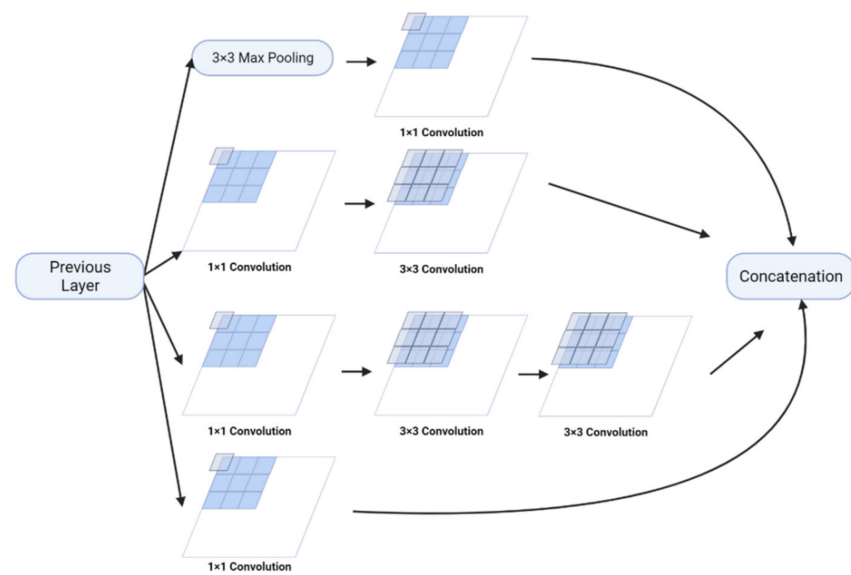 3×3 Max Pooling
1×1 Convolution
1×1 Convolution
3×3 Convolution
Previous
Layer
Concatenation
1×1 Convolution
3×3 Convolution
3×3 Convolution
1×1 Convolution